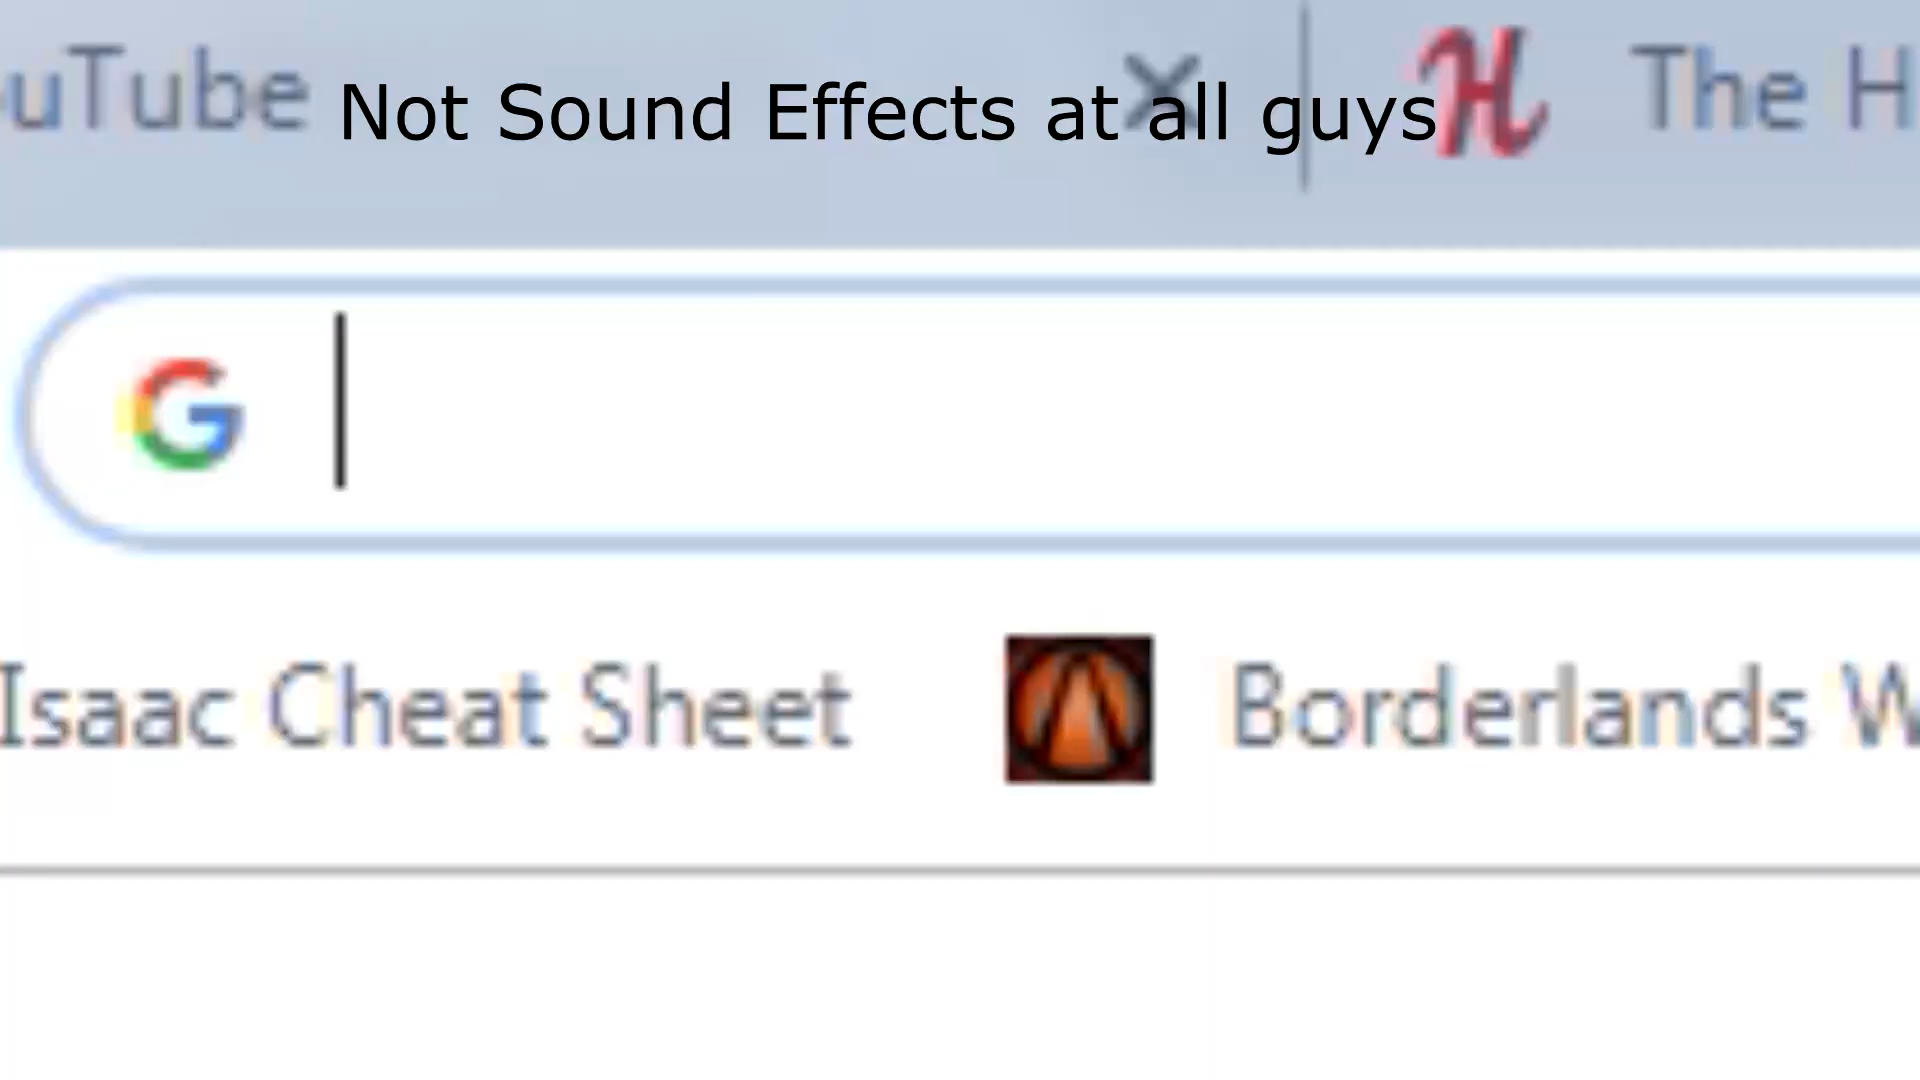 uTube
Not Sound Effects at all guys
The H
G
Isaac Cheat Sheet
Borderlands W